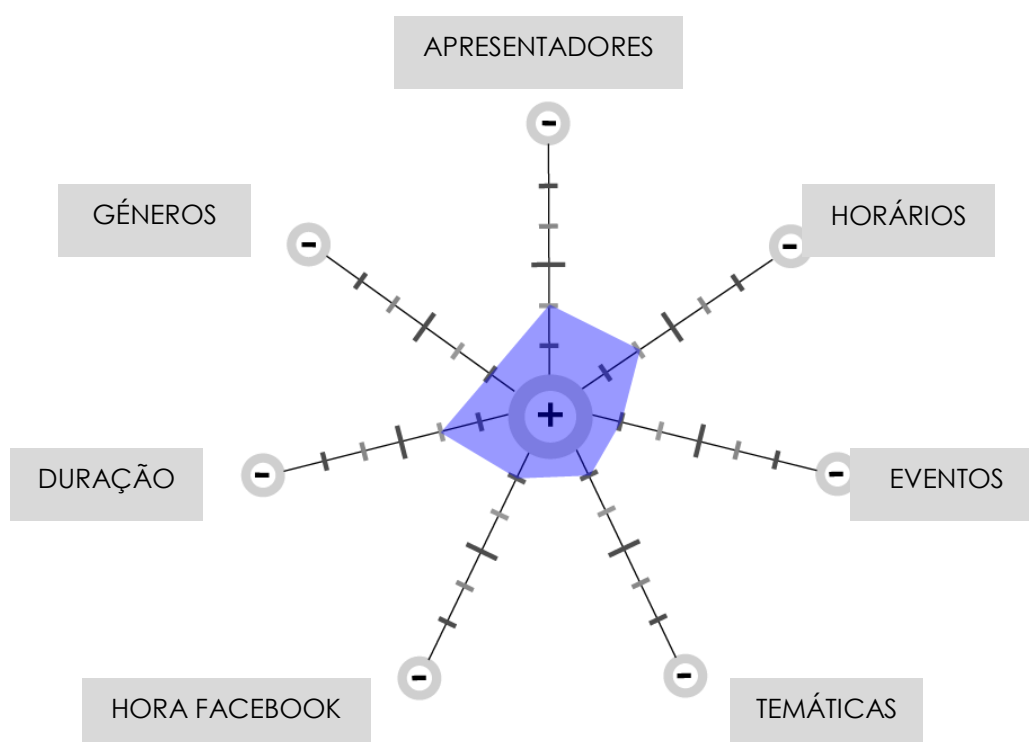 APRESENTADORES
GÉNEROS
HORÁRIOS
DURAÇÃO
EVENTOS
HORA FACEBOOK
TEMÁTICAS